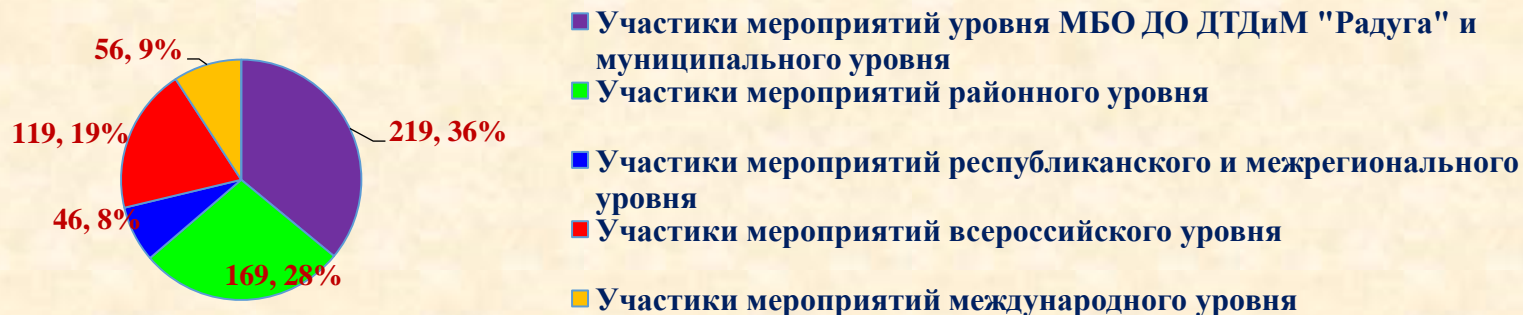 56, 9%
119, 19%
219, 36%
46, 8%
169, 28%
Участики мероприятий уровня МБО ДО ДТДиМ "Радуга" и
муниципального уровня
Участики мероприятий районного уровня
Участики мероприятий республиканского и межрегионального
уровня
Участики мероприятий всероссийского уровня
Участики мероприятий международного уровня